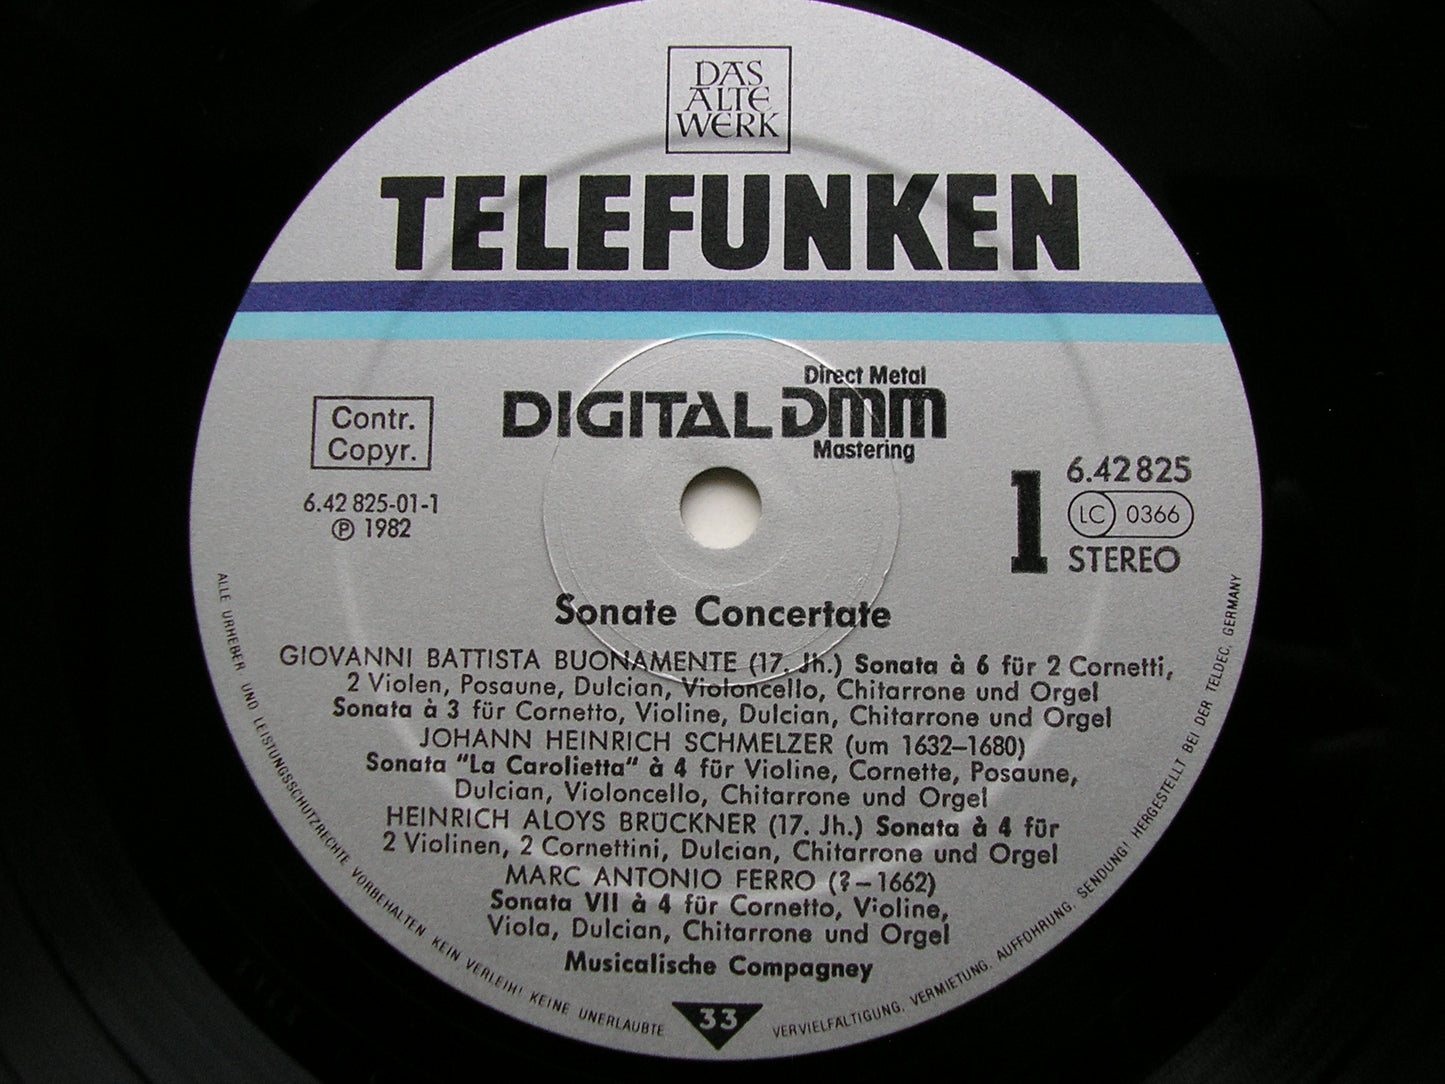 DAS
ALTE
WERK
TELEFUNKEN
Direct Metal
DIGITAL DMM
Mastering
Contr.
Copyr.
6.42 825-01-1
℗ 1982
1
6.42825
LC 0366
STEREO
Sonate Concertate
GIOVANNI BATTISTA BUONAMENTE (17. Jh.) Sonata à 6 für 2 Cornetti,
2 Violen, Posaune, Dulcian, Violoncello, Chitarrone und Orgel
Sonata à 3 für Cornetto, Violine, Dulcian, Chitarrone und Orgel
JOHANN HEINRICH SCHMELZER (um 1632–1680)
Sonata "La Carolietta" à 4 für Violine, Cornette, Posaune,
Dulcian, Violoncello, Chitarrone und Orgel
HEINRICH ALOYS BRÜCKNER (17. Jh.) Sonata à 4 für
2 Violinen, 2 Cornettini, Dulcian, Chitarrone und Orgel
MARC ANTONIO FERRO (?–1662)
Sonata VII à 4 für Cornetto, Violine,
Viola, Dulcian, Chitarrone und Orgel
Musicalische Compagney
33
ALLE URHEBER- UND LEISTUNGSSCHUTZRECHTE VORBEHALTEN KEIN VERLEIH! KEINE UNERLAUBTE VERVIELFÄLTIGUNG, VERMIETUNG, AUFFÜHRUNG, SENDUNG! HERGESTELLT BEI DER TELDEC, GERMANY